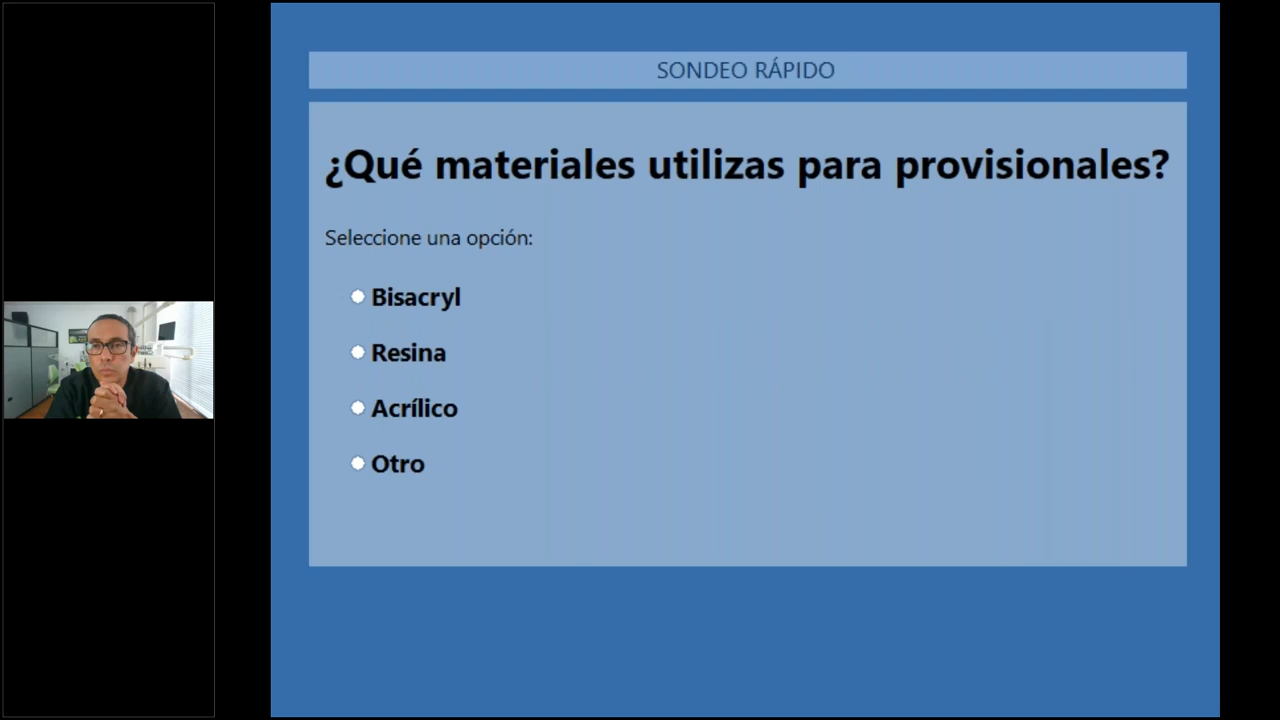 SONDEO RÁPIDO
¿Qué materiales utilizas para provisionales?
Seleccione una opción:
Bisacryl
Resina
Acrílico
Otro